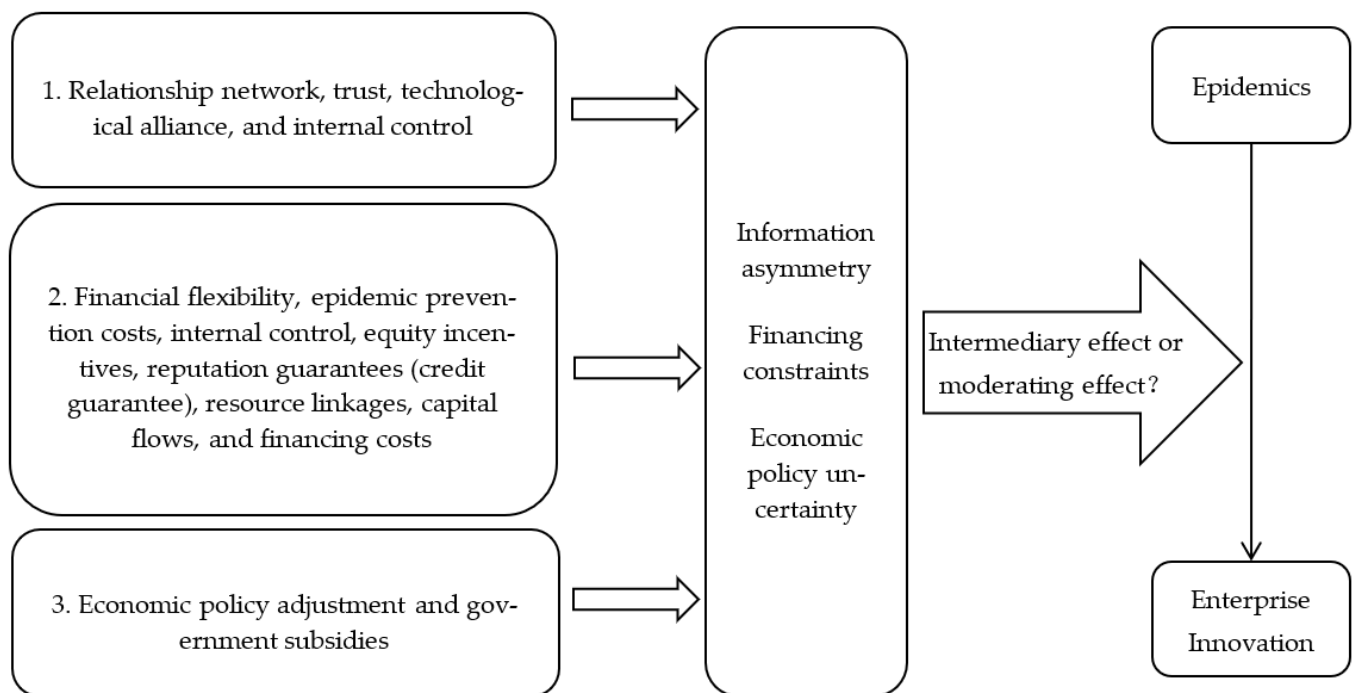 1. Relationship network, trust, technolog-
ical alliance, and internal control
2. Financial flexibility, epidemic preven-
tion costs, internal control, equity incen-
tives, reputation guarantees (credit
guarantee), resource linkages, capital
flows, and financing costs
3. Economic policy adjustment and gov-
ernment subsidies
Information
asymmetry
Financing
constraints
Economic
policy un-
certainty
Intermediary effect or
moderating effect?
Epidemics
Enterprise
Innovation